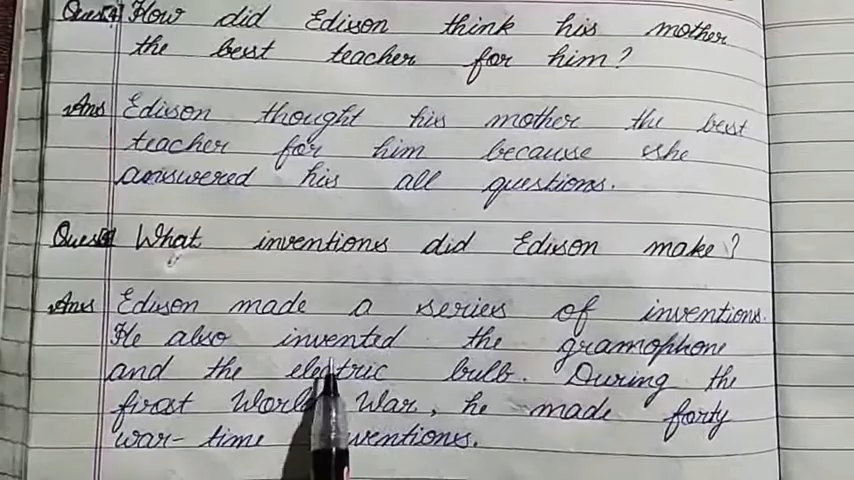 Ques4 How did Edison think his mother
the best teacher for him?
Ans Edison thought his mother the best
teacher for him because she
answered his all questions.
Ques What inventions did Edison make?
Ans Edison made a series of inventions.
He also invented the gramophone
and the electric bulb. During the
first World War, he made forty
war-time